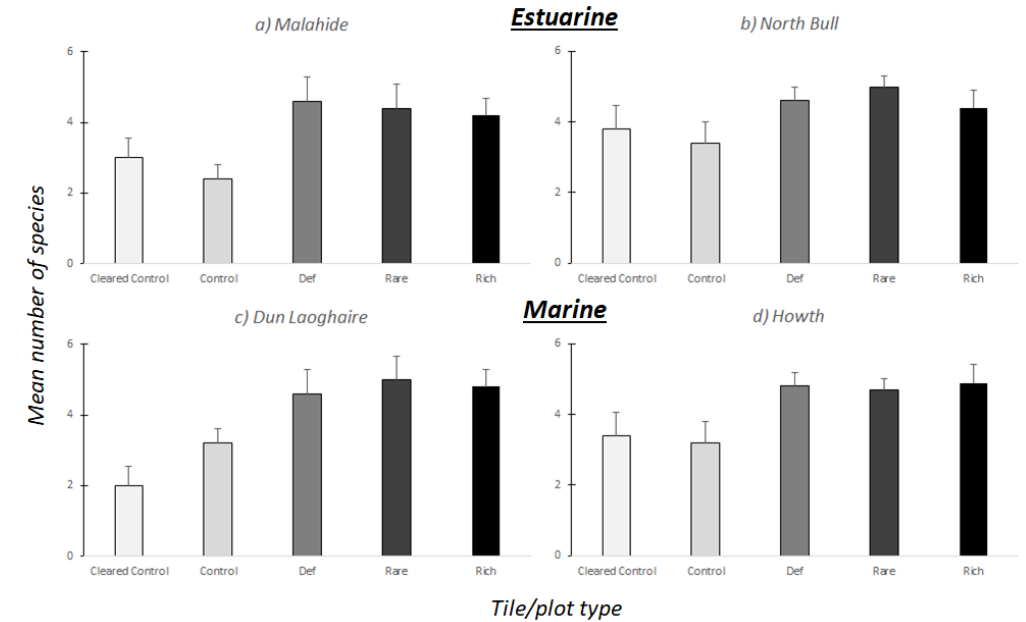 Estuarine
a) Malahide
b) North Bull
6
4
2
0
Cleared Control Control Def Rare Rich
6
4
2
0
Cleared Control Control Def Rare Rich
Mean number of species
Marine
c) Dun Laoghaire
d) Howth
6
4
2
0
Cleared Control Control Def Rare Rich
6
4
2
0
Cleared Control Control Def Rare Rich
Tile/plot type